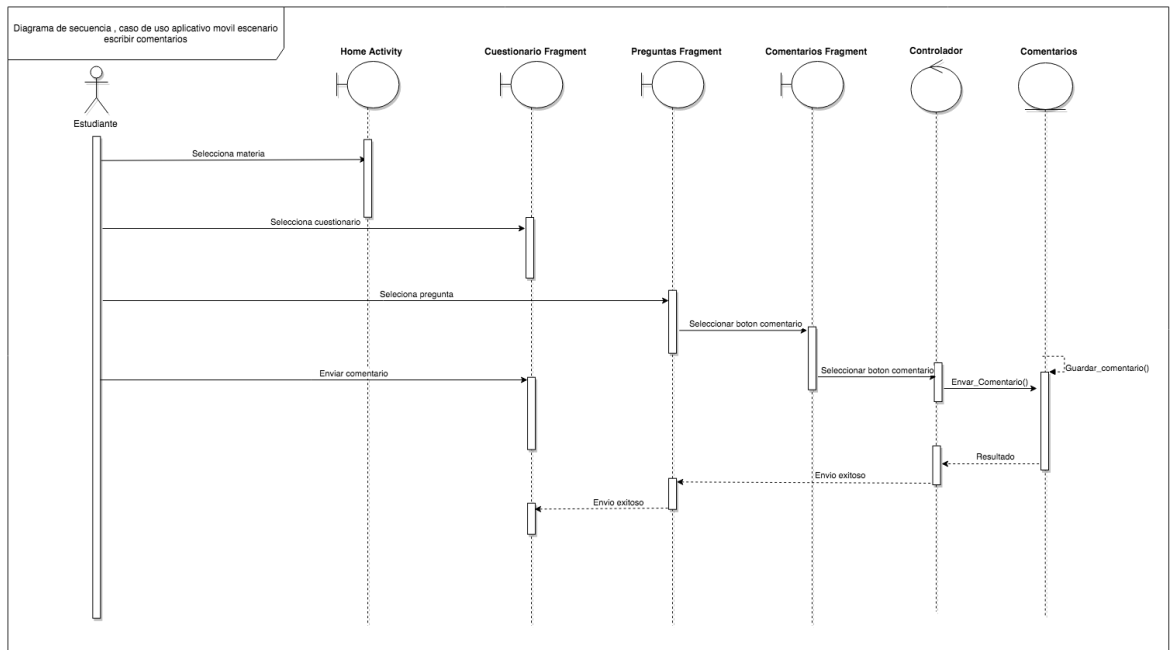 Diagrama de secuencia , caso de uso aplicativo movil escenario
escribir comentarios
Home Activity
Cuestionario Fragment
Preguntas Fragment
Comentarios Fragment
Controlador
Comentarios
Estudiante
Selecciona materia
Selecciona cuestionario
Seleciona pregunta
Seleccionar boton comentario
Enviar comentario
Seleccionar boton comentario
Guardar_comentario()
Envar_Comentario()
Resultado
Envio exitoso
Envio exitoso